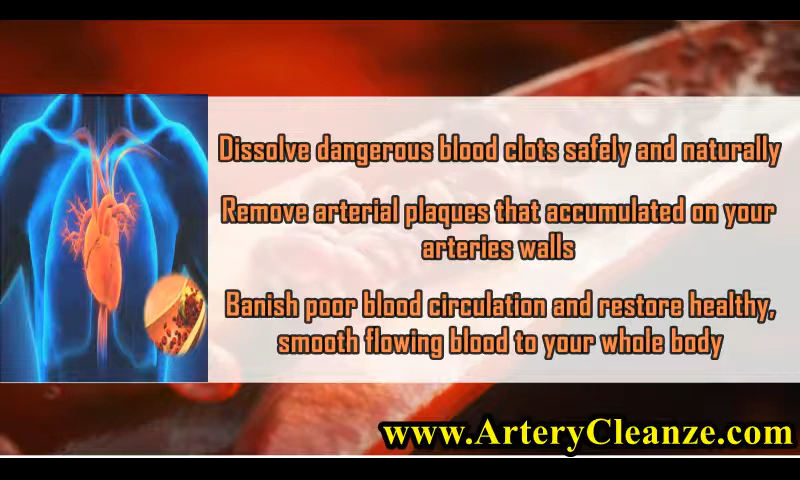 Dissolve dangerous blood clots safely and naturally
Remove arterial plaques that accumulated on your
arteries walls
Banish poor blood circulation and restore healthy,
smooth flowing blood to your whole body
www.ArteryCleanze.com